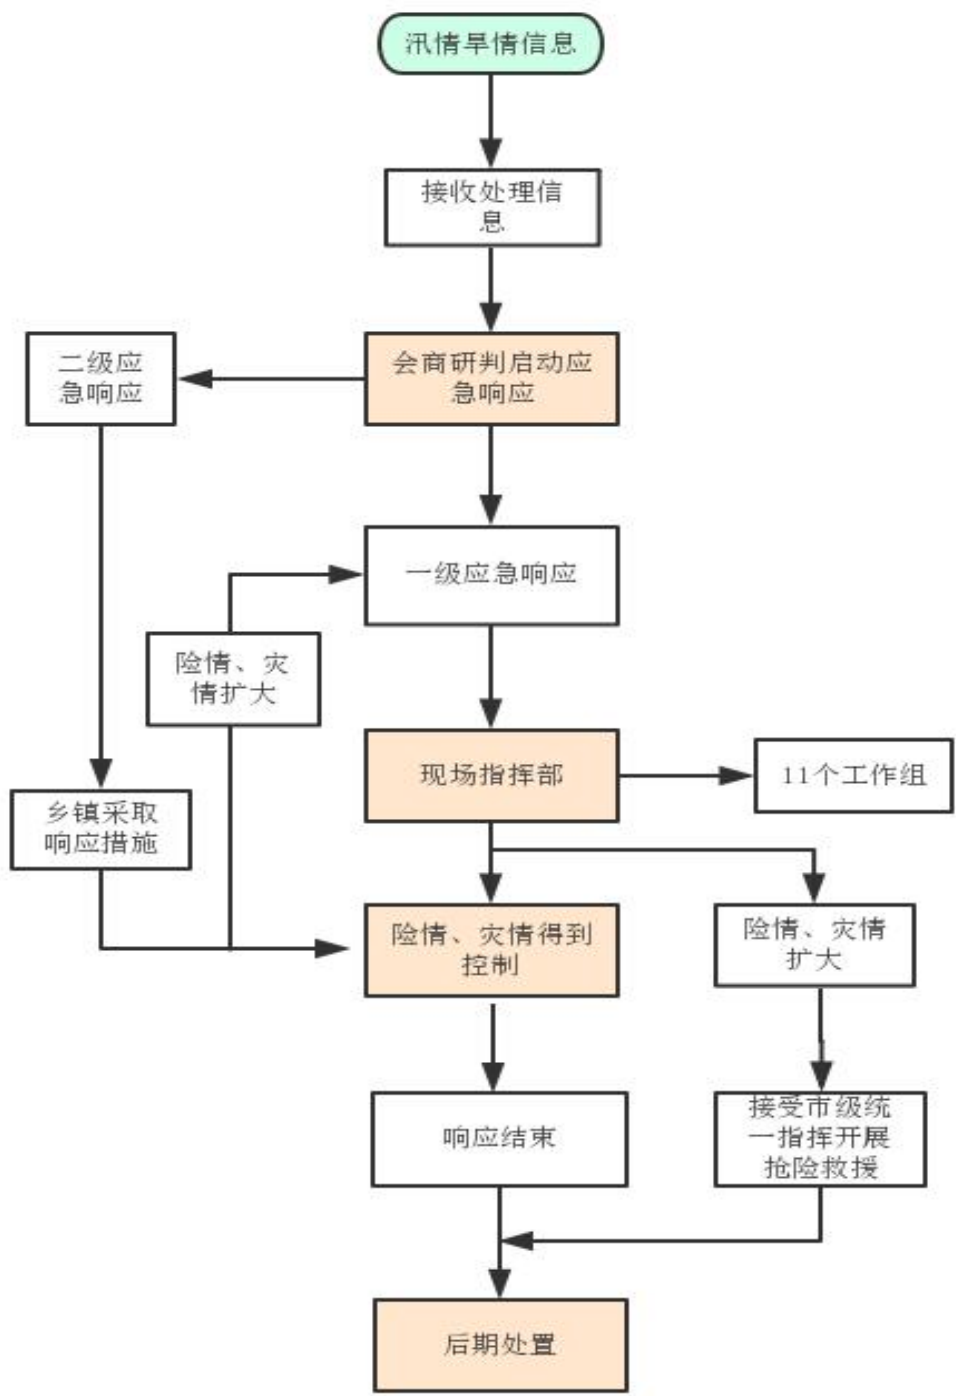 汛情旱情信息
接收处理信
息
会商研判启动应
急响应
二级应
急响应
一级应急响应
险情、灾
情扩大
现场指挥部
11个工作组
乡镇采取
响应措施
险情、灾情得到
控制
险情、灾情
扩大
响应结束
接受市级统
一指挥开展
抢险救援
后期处置